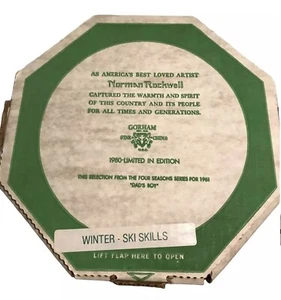 AS AMERICA'S BEST LOVED ARTIST
Norman Rockwell
CAPTURED THE WARMTH AND SPIRIT
OF THIS COUNTRY AND ITS PEOPLE
FOR ALL TIMES AND GENERATIONS.
GORHAM
FINE CHINA
U.S.A.
1980-LIMITED IN EDITION
THIS SELECTION FROM THE FOUR SEASONS SERIES FOR 1981
"DAD'S BOY"
WINTER - SKI SKILLS
LIFT FLAP HERE TO OPEN